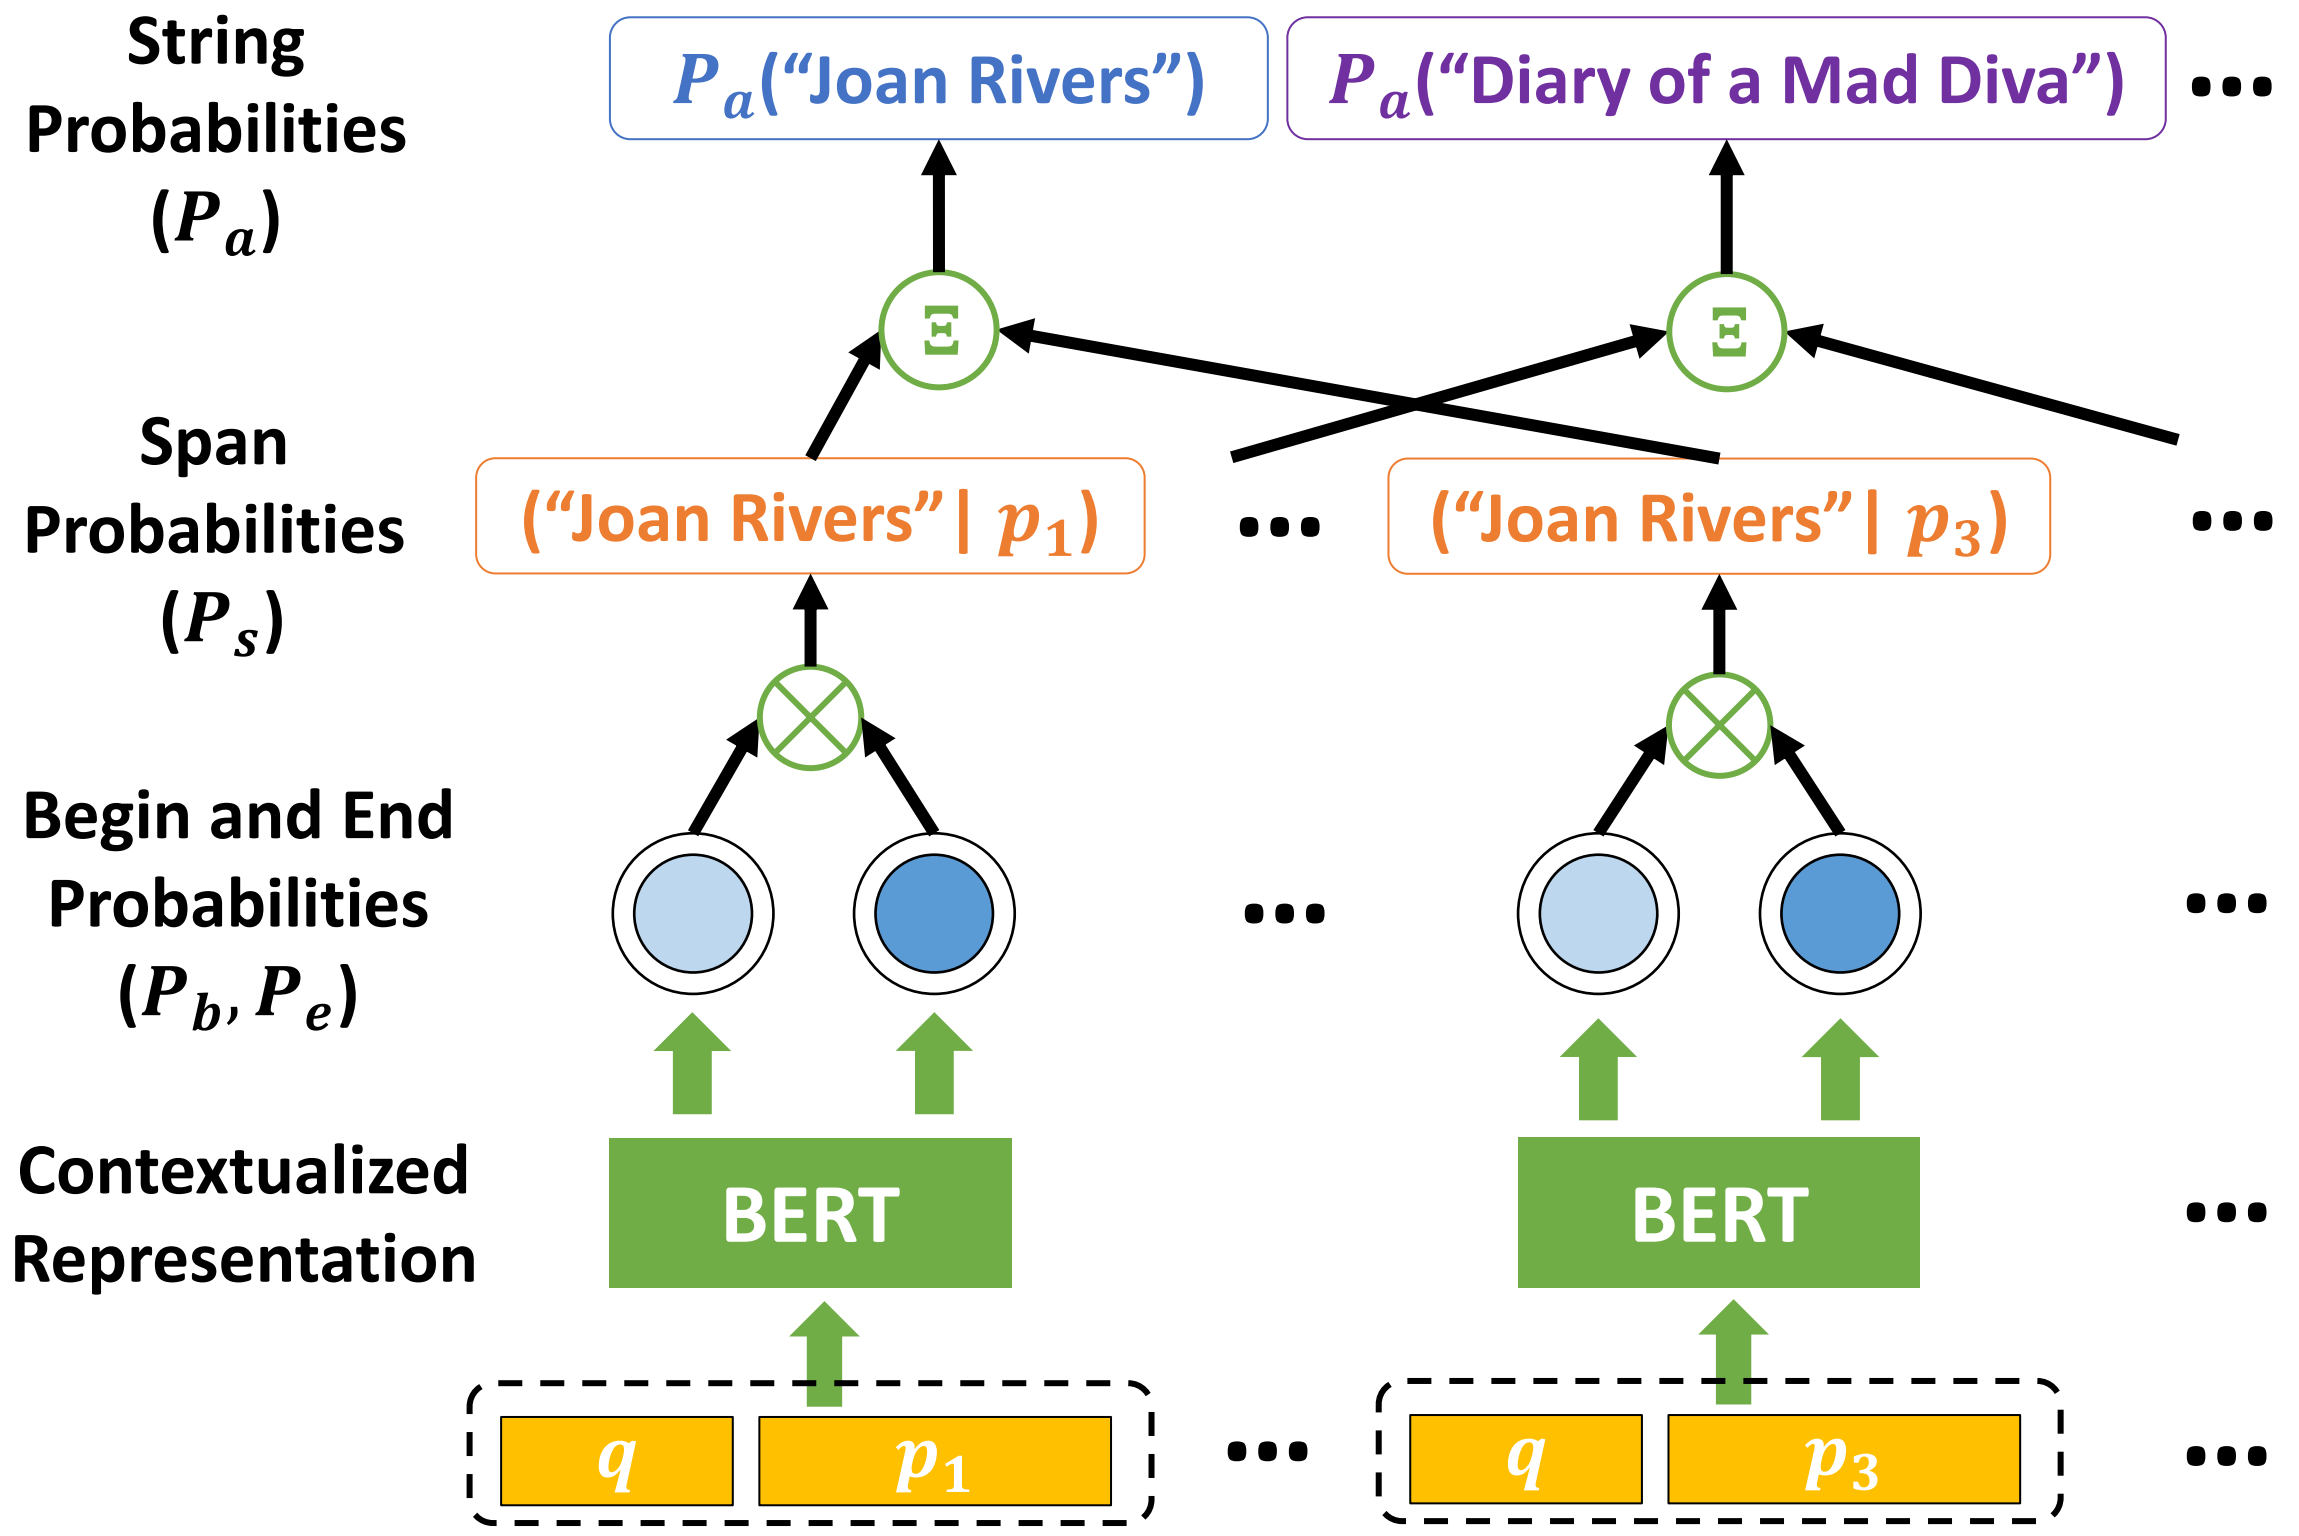 String
Probabilities
(P_a)
P_a(“Joan Rivers”)
P_a(“Diary of a Mad Diva”)
...
Ξ
Ξ
Span
Probabilities
(P_s)
(“Joan Rivers”| p_1)
...
(“Joan Rivers”| p_3)
...
Begin and End
Probabilities
(P_b, P_e)
...
...
Contextualized
Representation
BERT
BERT
...
q
p_1
...
q
p_3
...